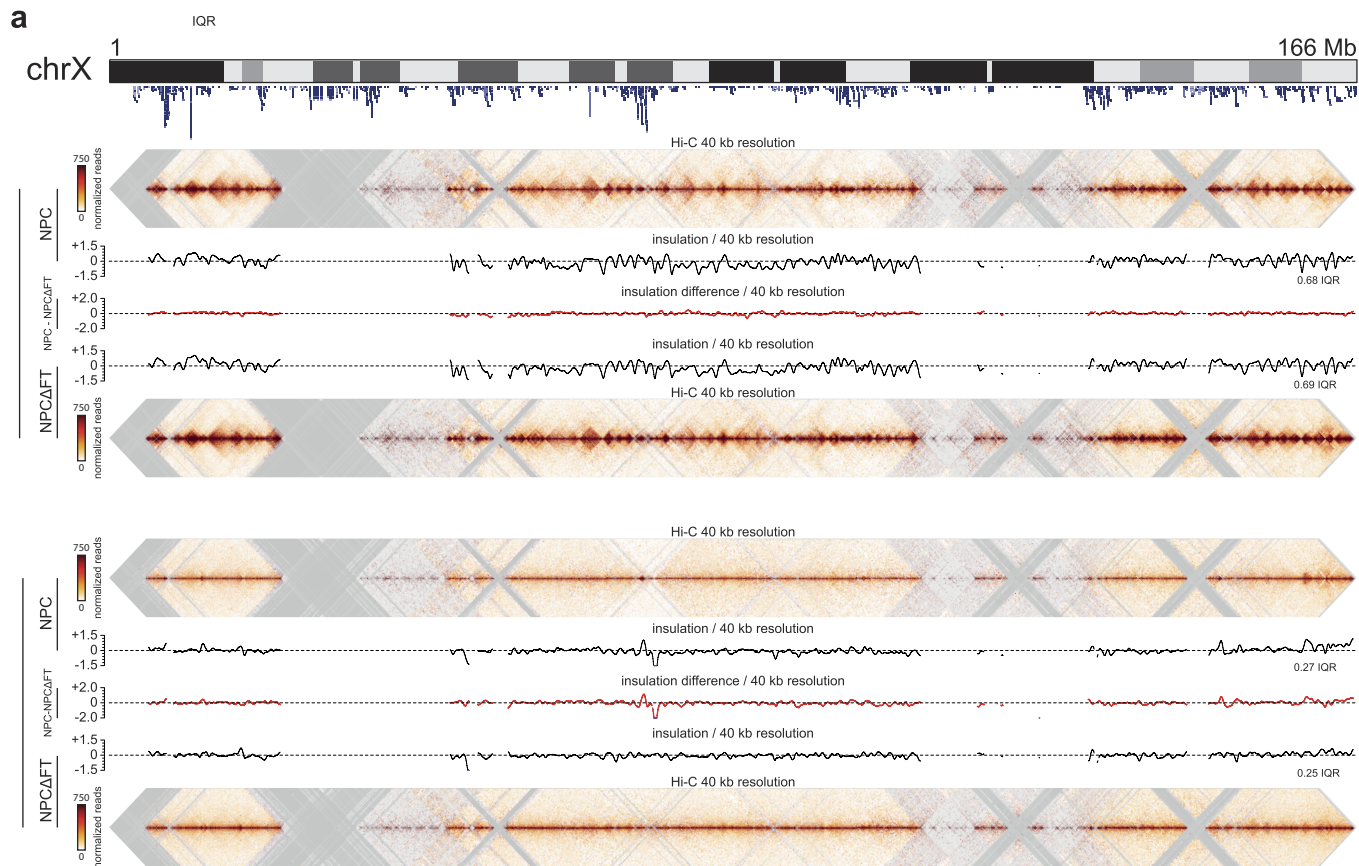 a
IQR
1
166 Mb
chrX
Hi-C 40 kb resolution
750
0
normalized reads
NPC
insulation / 40 kb resolution
+1.5
0
-1.5
0.68 IQR
insulation difference / 40 kb resolution
+2.0
0
-2.0
NPC - NPCΔFT
insulation / 40 kb resolution
+1.5
0
-1.5
0.69 IQR
NPCΔFT
Hi-C 40 kb resolution
750
0
normalized reads
Hi-C 40 kb resolution
750
0
normalized reads
NPC
insulation / 40 kb resolution
+1.5
0
-1.5
0.27 IQR
insulation difference / 40 kb resolution
+2.0
0
-2.0
NPC-NPCΔFT
insulation / 40 kb resolution
+1.5
0
-1.5
0.25 IQR
NPCΔFT
Hi-C 40 kb resolution
750
0
normalized reads